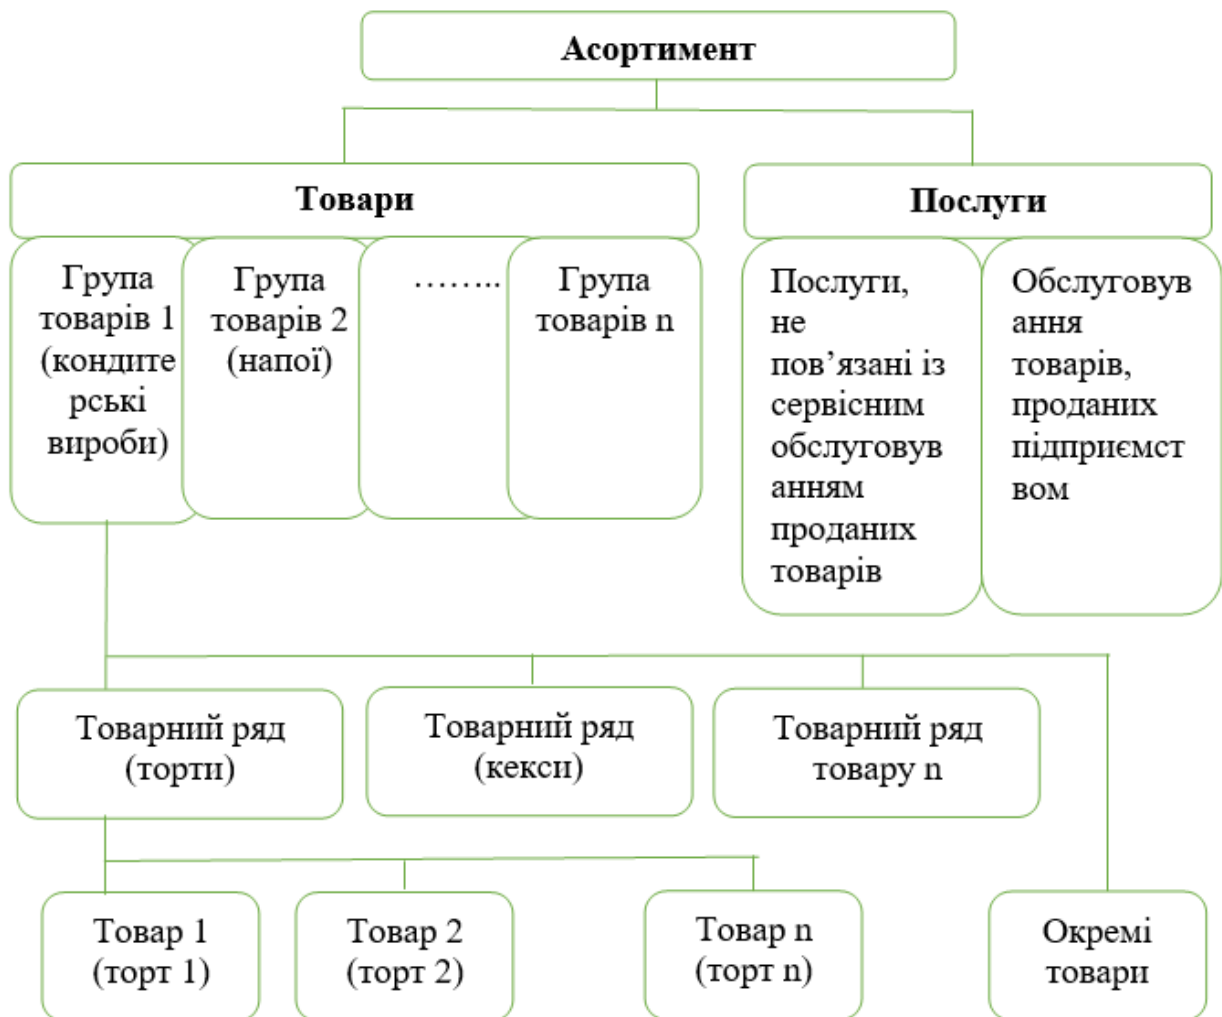 Асортимент
Товари
Послуги
Група
товарів 1
(кондите
рські
вироби)
Група
товарів 2
(напої)
……..
Група
товарів n
Послуги,
не
пов’язані із
сервісним
обслуговув
анням
проданих
товарів
Обслуговув
ання
товарів,
проданих
підприємст
вом
Товарний ряд
(торти)
Товарний ряд
(кекси)
Товарний ряд
товару n
Товар 1
(торт 1)
Товар 2
(торт 2)
Товар n
(торт n)
Окремі
товари